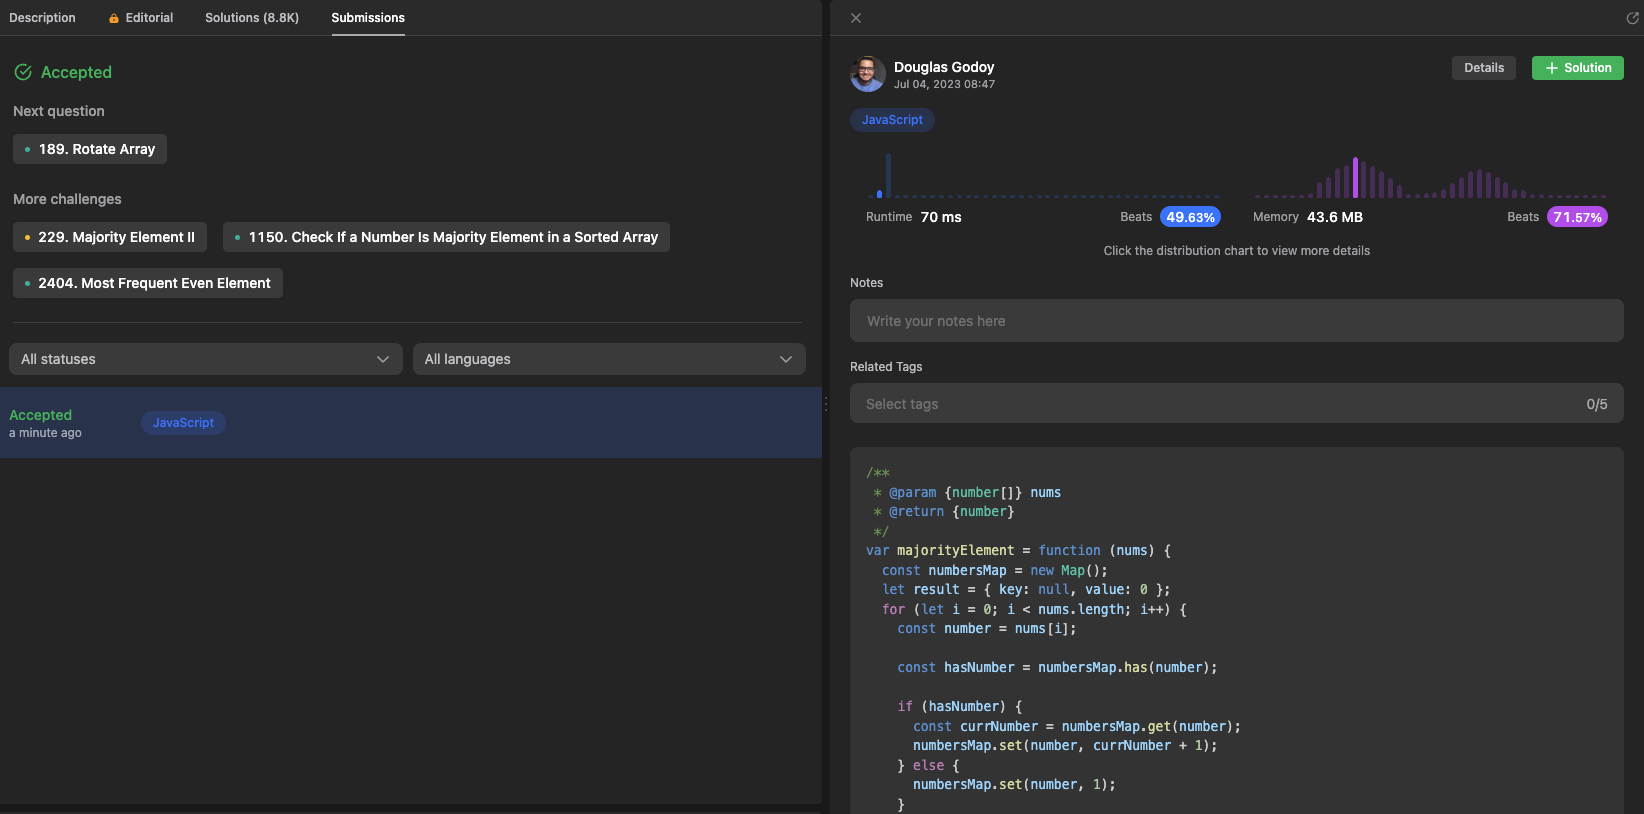 Description
Editorial
Solutions (8.8K)
Submissions
Accepted
Next question
189. Rotate Array
More challenges
229. Majority Element II
1150. Check If a Number Is Majority Element in a Sorted Array
2404. Most Frequent Even Element
All statuses
All languages
Accepted
a minute ago
JavaScript
Douglas Godoy
Jul 04, 2023 08:47
Details
Solution
JavaScript
Runtime 70 ms
Beats 49.63%
Memory 43.6 MB
Beats 71.57%
Click the distribution chart to view more details
Notes
Write your notes here
Related Tags
Select tags
0/5
/**
 * @param {number[]} nums
 * @return {number}
 */
var majorityElement = function (nums) {
  const numbersMap = new Map();
  let result = { key: null, value: 0 };
  for (let i = 0; i < nums.length; i++) {
    const number = nums[i];
    const hasNumber = numbersMap.has(number);
    if (hasNumber) {
      const currNumber = numbersMap.get(number);
      numbersMap.set(number, currNumber + 1);
    } else {
      numbersMap.set(number, 1);
    }